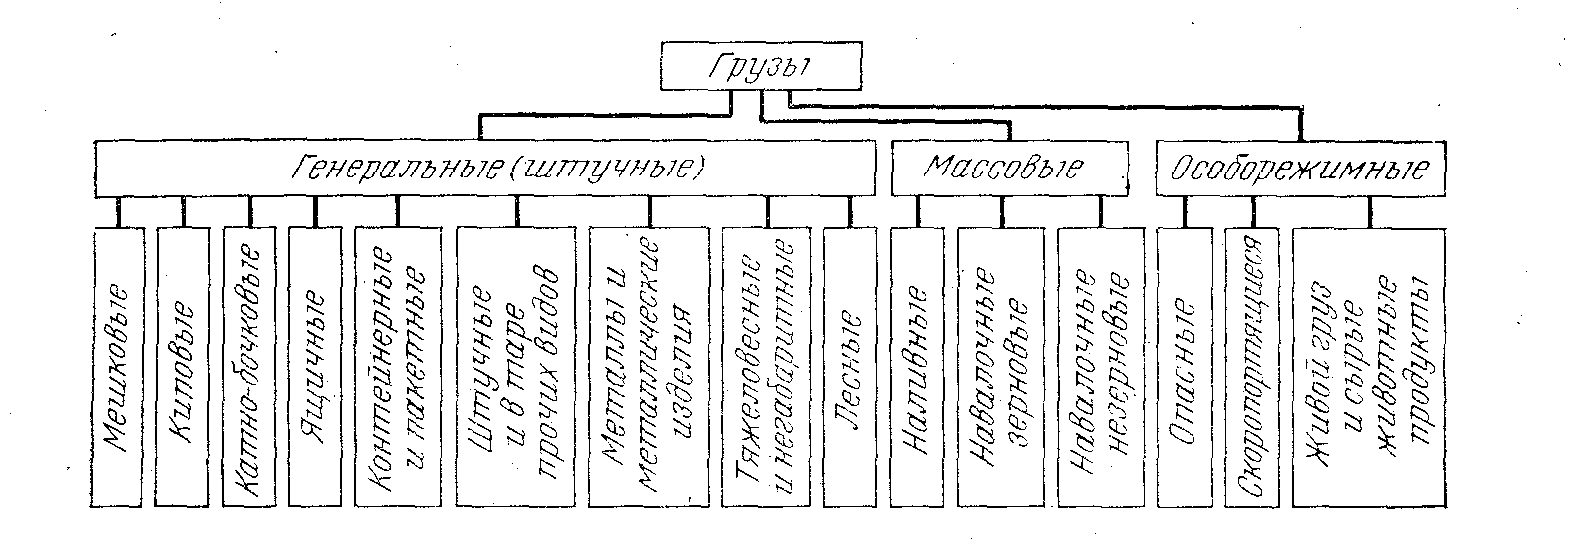 Грузы
Генеральные (штучные)
Массовые
Особорежимные
Мешковые
Киповые
Катно-бочковые
Ящичные
Контейнерные
и пакетные
Штучные
и в таре
прочих видов
Металлы и
металлические
изделия
Тяжеловесные
и негабаритные
Лесные
Наливные
Навалочные
зерновые
Навалочные
незерновые
Опасные
Скоропортящиеся
Живой груз
и сырые
животные
продукты